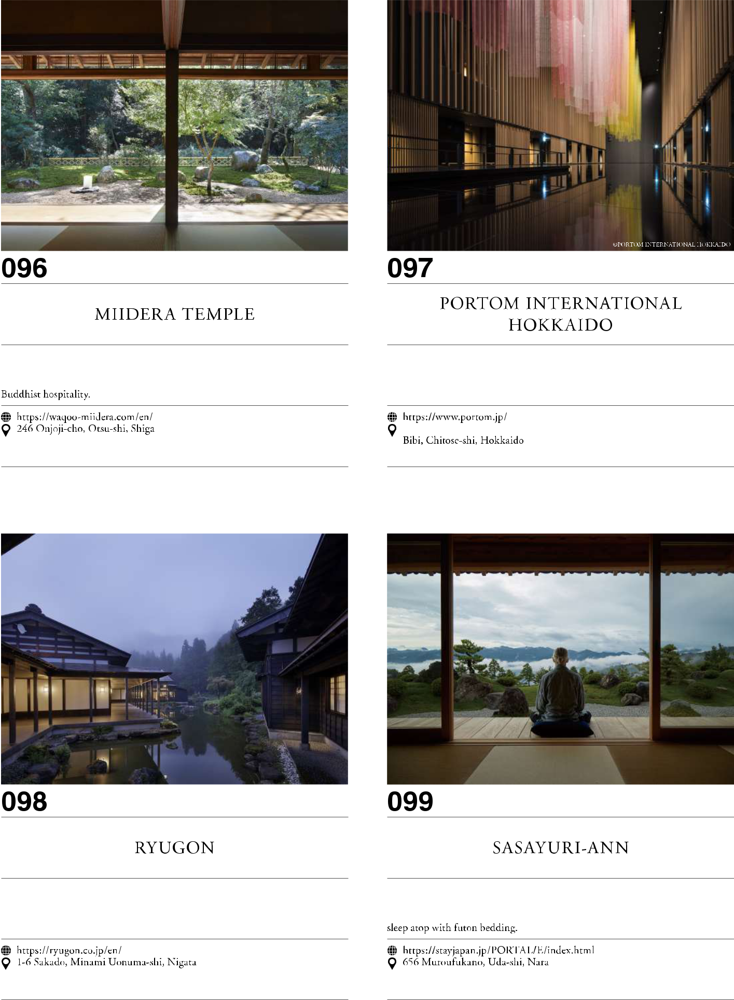 ©PORTOM INTERNATIONAL HOKKAIDO
096
MIIDERA TEMPLE
Buddhist hospitality.
https://waqoo-miidera.com/en/
246 Onjoji-cho, Otsu-shi, Shiga
097
PORTOM INTERNATIONAL
HOKKAIDO
https://www.portom.jp/
Bibi, Chitose-shi, Hokkaido
098
RYUGON
https://ryugon.co.jp/en/
1-6 Sakado, Minami Uonuma-shi, Nigata
099
SASAYURI-ANN
sleep atop with futon bedding.
https://stayjapan.jp/PORTAL/E/index.html
656 Muroufukano, Uda-shi, Nara